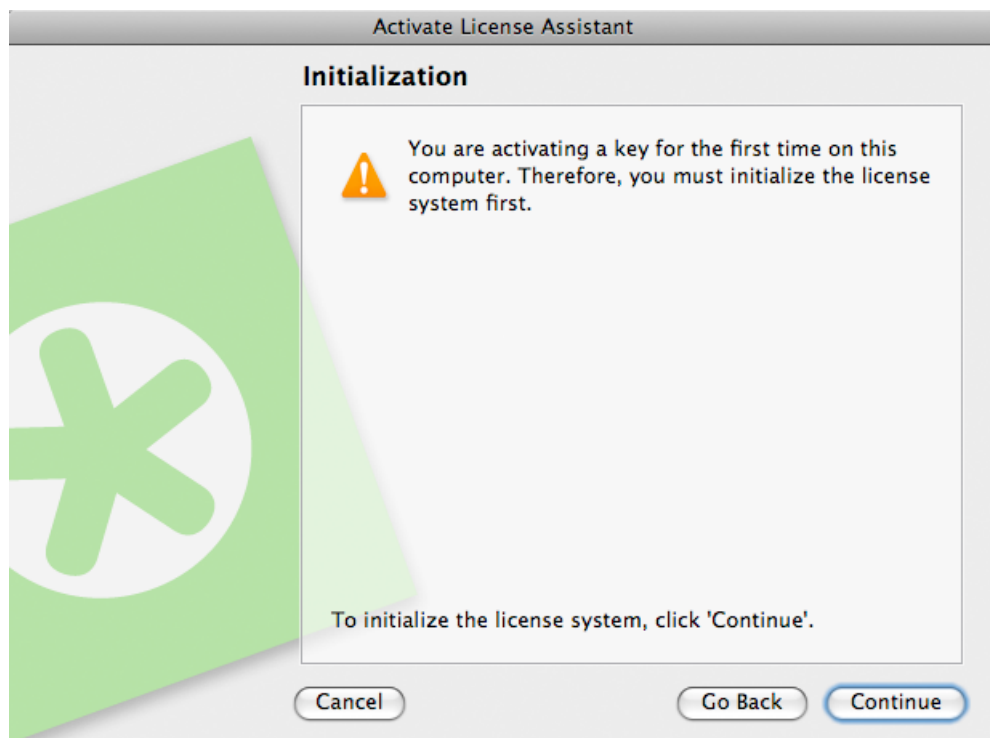 Activate License Assistant
Initialization
You are activating a key for the first time on this
computer. Therefore, you must initialize the license
system first.
To initialize the license system, click 'Continue'.
Cancel
Go Back
Continue